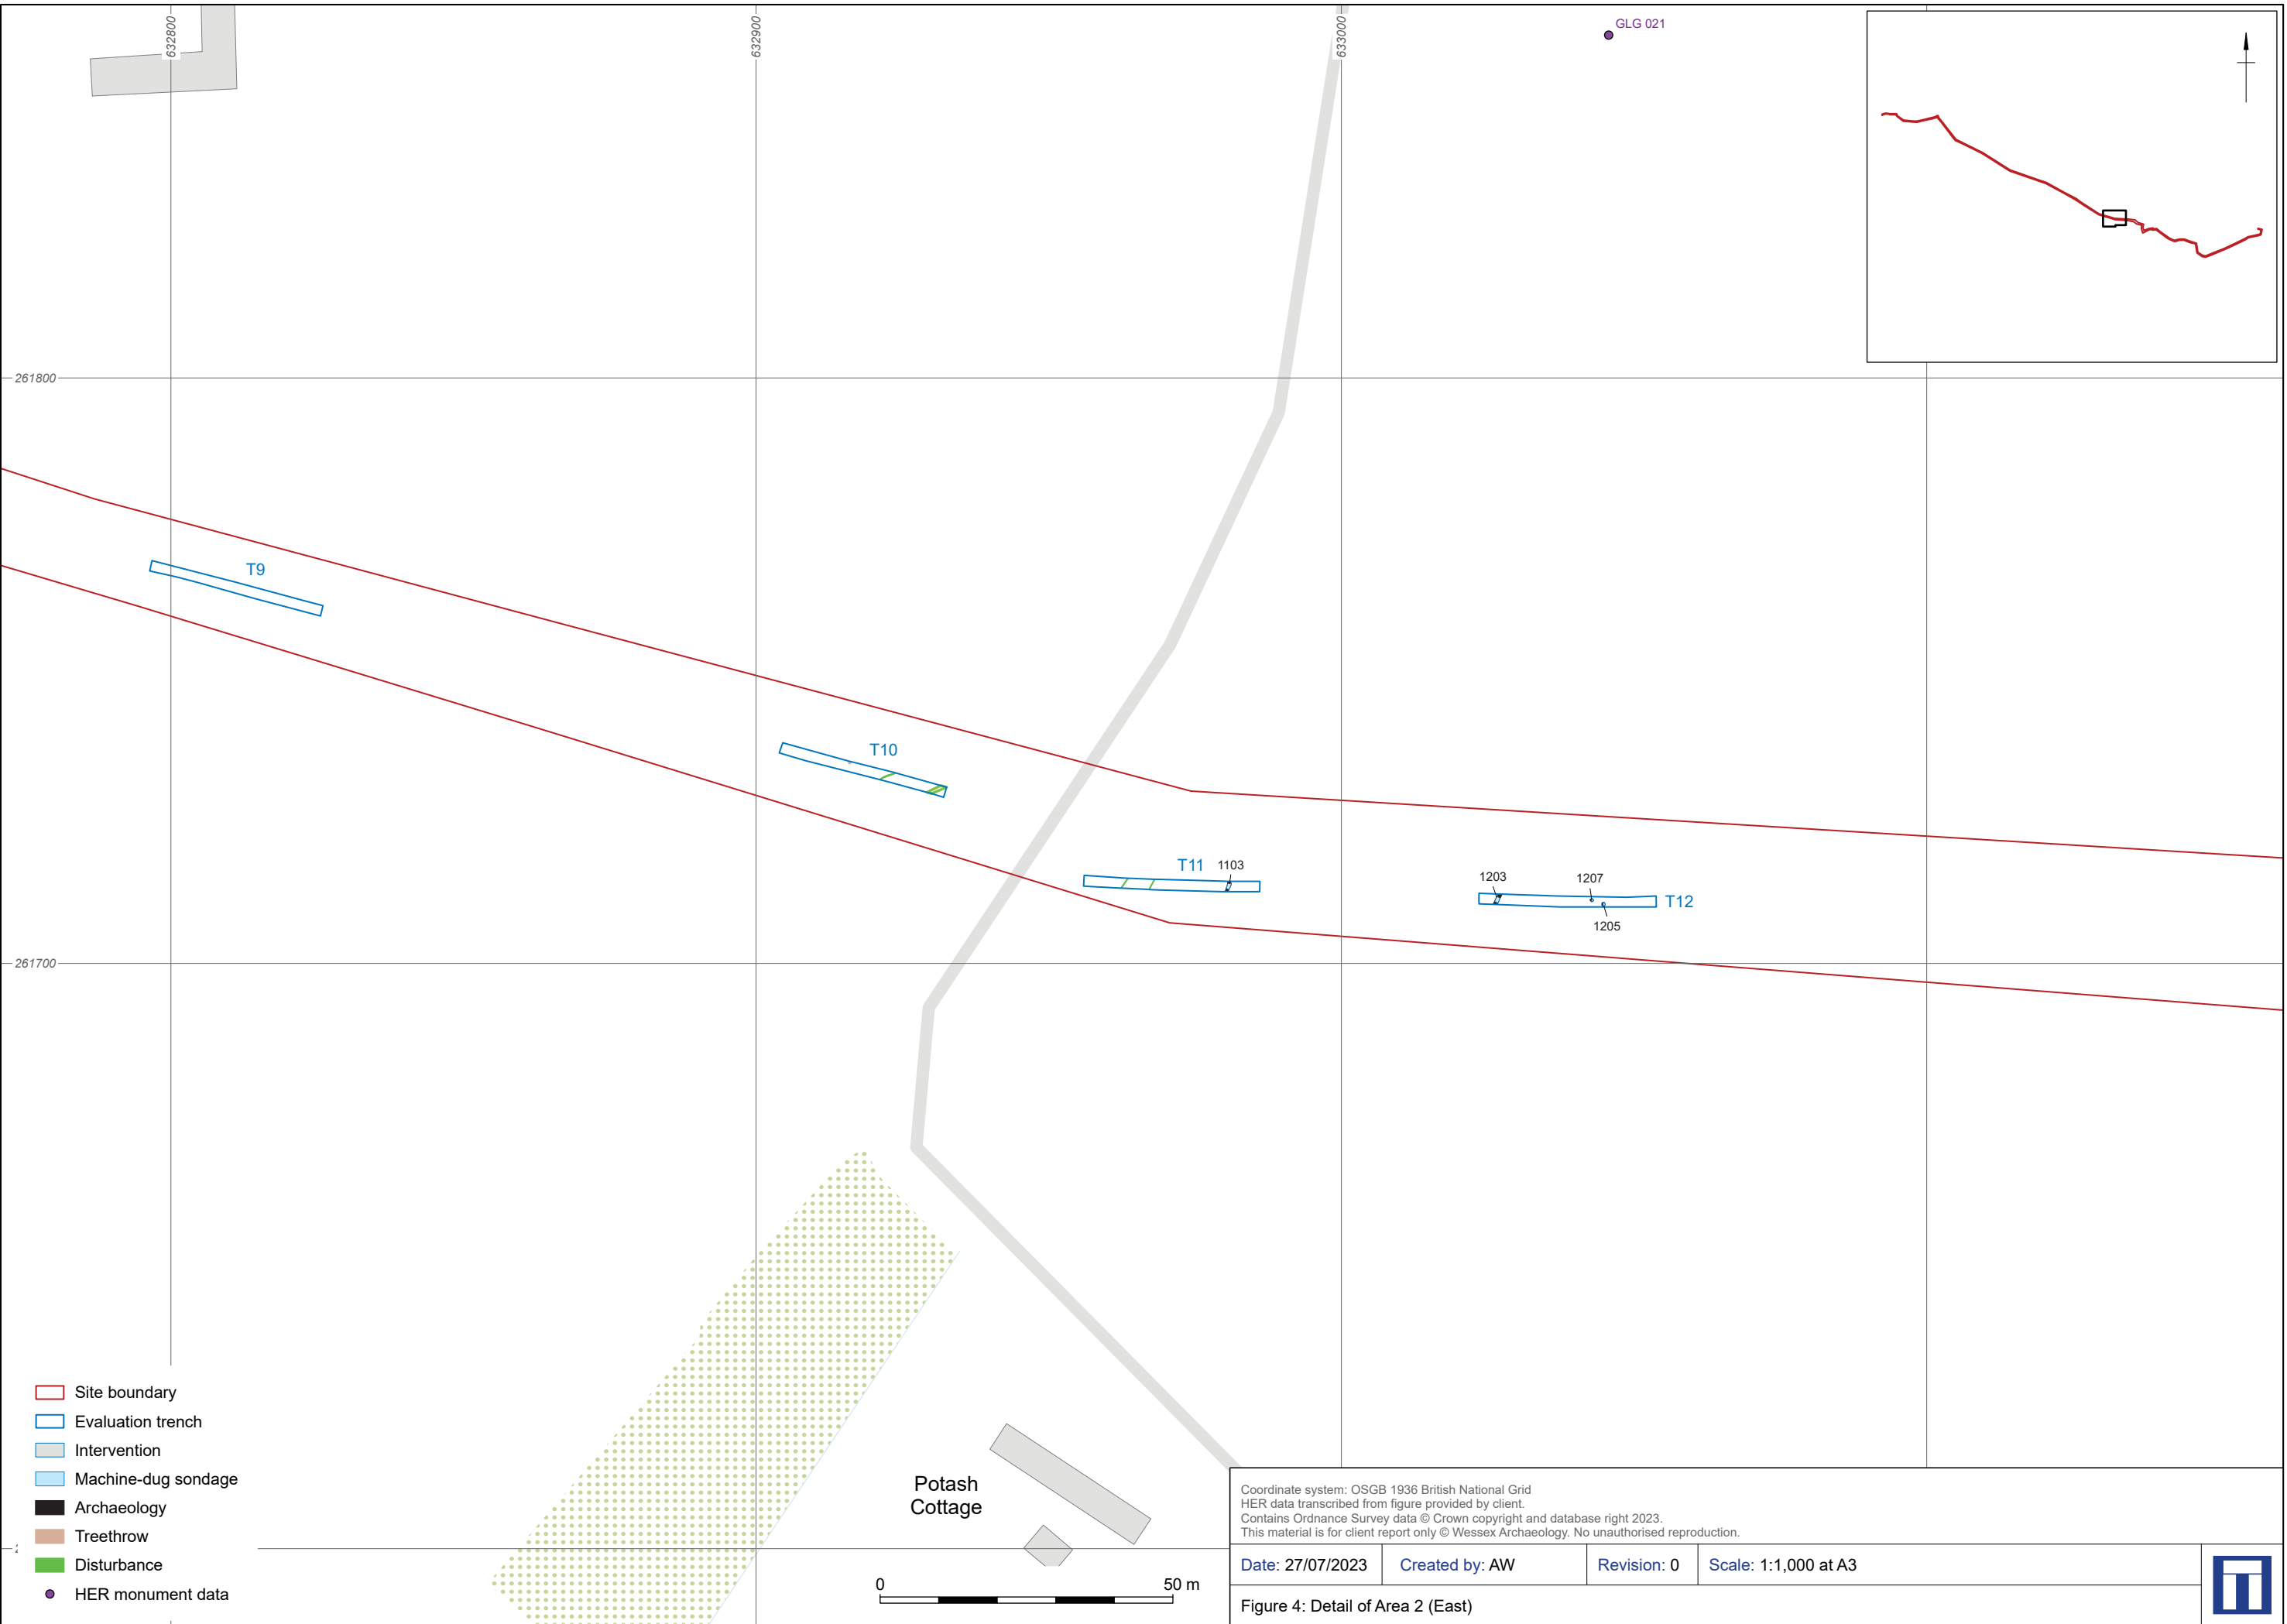 632800
632900
633000
GLG 021
261800
T9
T10
T11
1103
1203
1207
T12
1205
261700
Site boundary
Evaluation trench
Intervention
Machine-dug sondage
Archaeology
Treethrow
Disturbance
HER monument data
Potash
Cottage
0 50 m
Coordinate system: OSGB 1936 British National Grid
HER data transcribed from figure provided by client.
Contains Ordnance Survey data © Crown copyright and database right 2023.
This material is for client report only © Wessex Archaeology. No unauthorised reproduction.
Date: 27/07/2023 Created by: AW Revision: 0 Scale: 1:1,000 at A3
Figure 4: Detail of Area 2 (East)